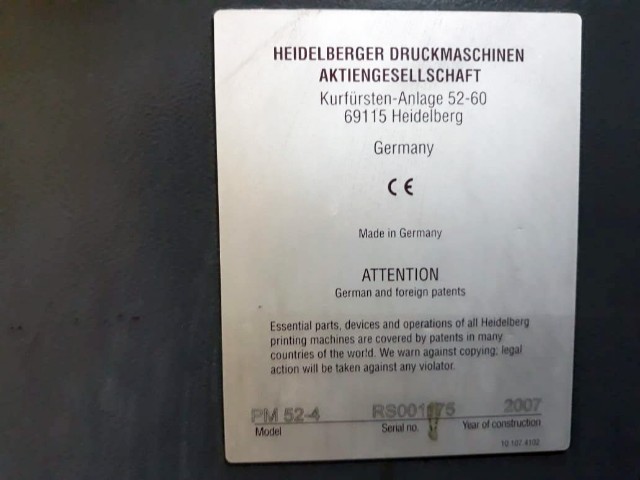 HEIDELBERGER DRUCKMASCHINEN
AKTIENGESELLSCHAFT
Kurfürsten-Anlage 52-60
69115 Heidelberg
Germany
CE
Made in Germany
ATTENTION
German and foreign patents
Essential parts, devices and operations of all Heidelberg
printing machines are covered by patents in many
countries of the world. We warn against copying; legal
action will be taken against any violator.
PM 52-4 2007
Model Serial no. Year of construction